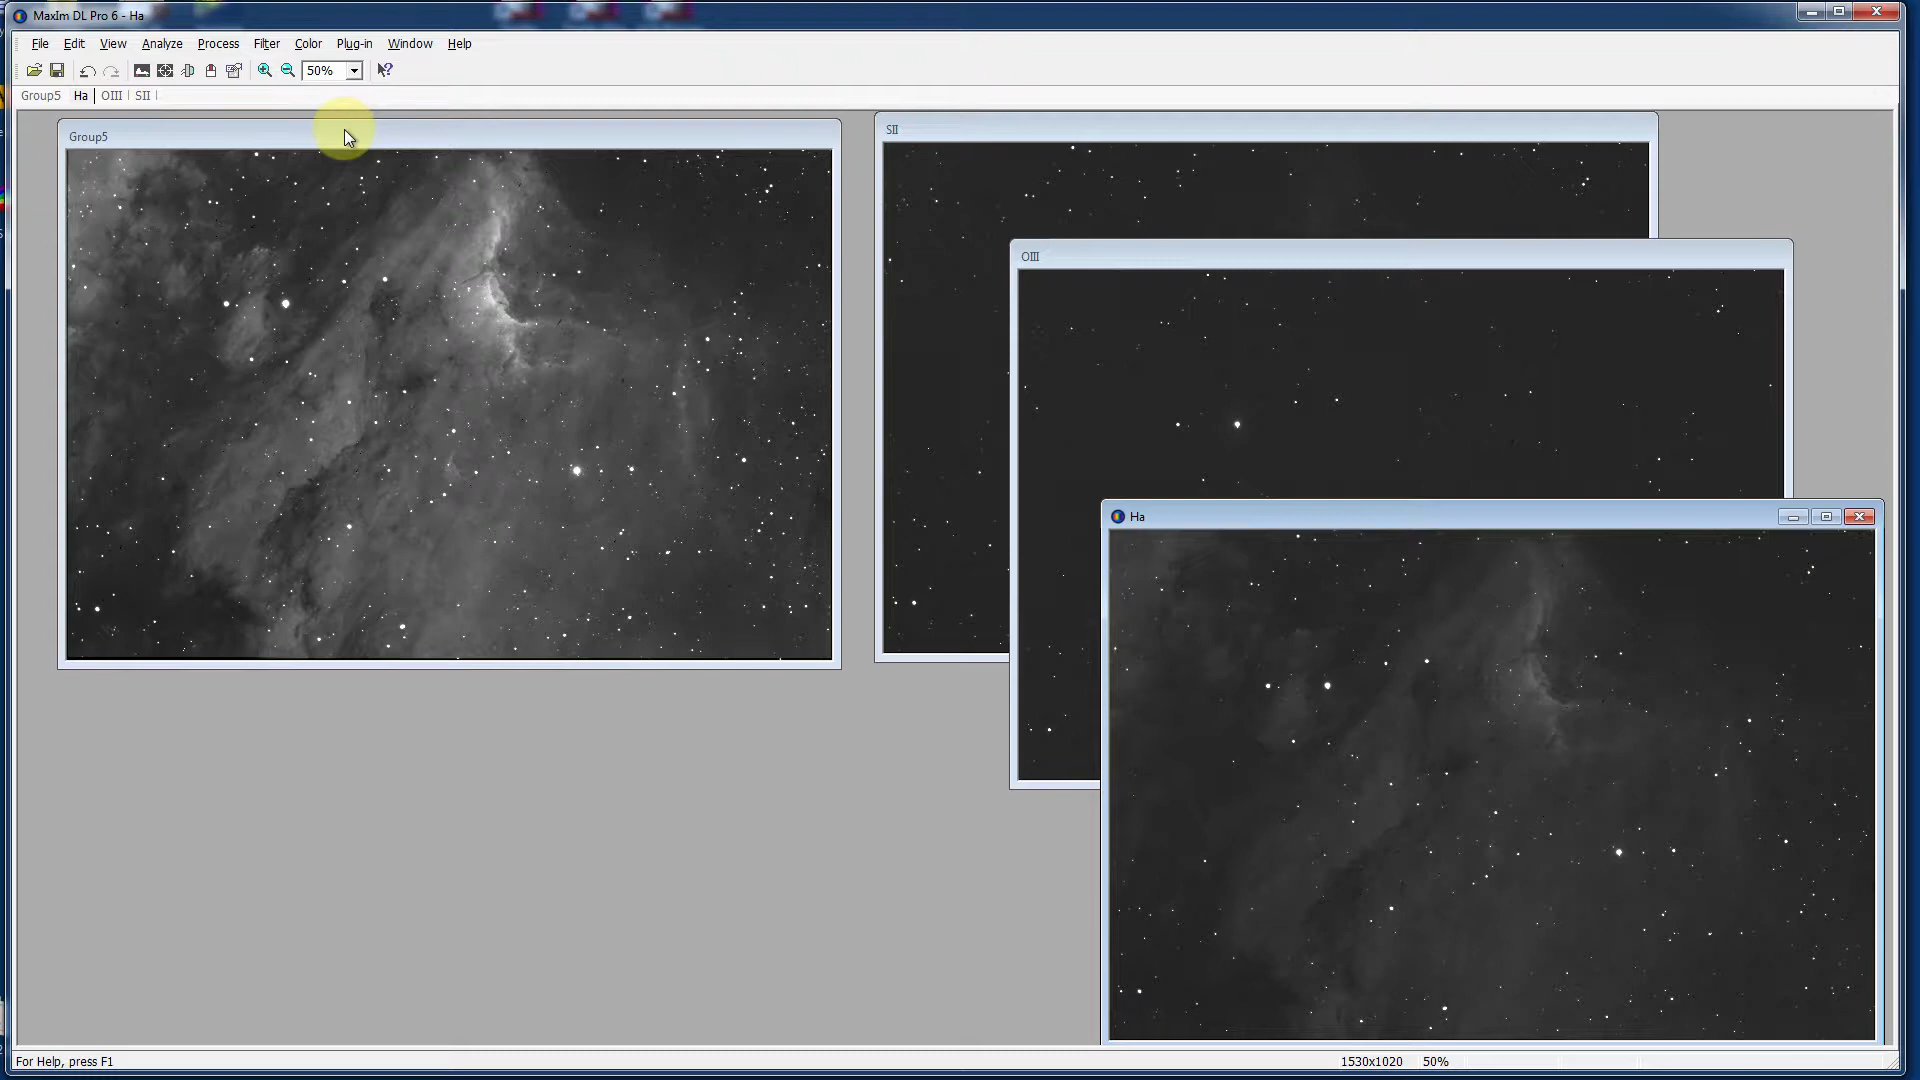 MaxIm DL Pro 6 - Ha
File Edit View Analyze Process Filter Color Plug-in Window Help
50%
Group5 Ha OIII SII
Group5
SII
OIII
Ha
For Help, press F1 1530x1020 50%